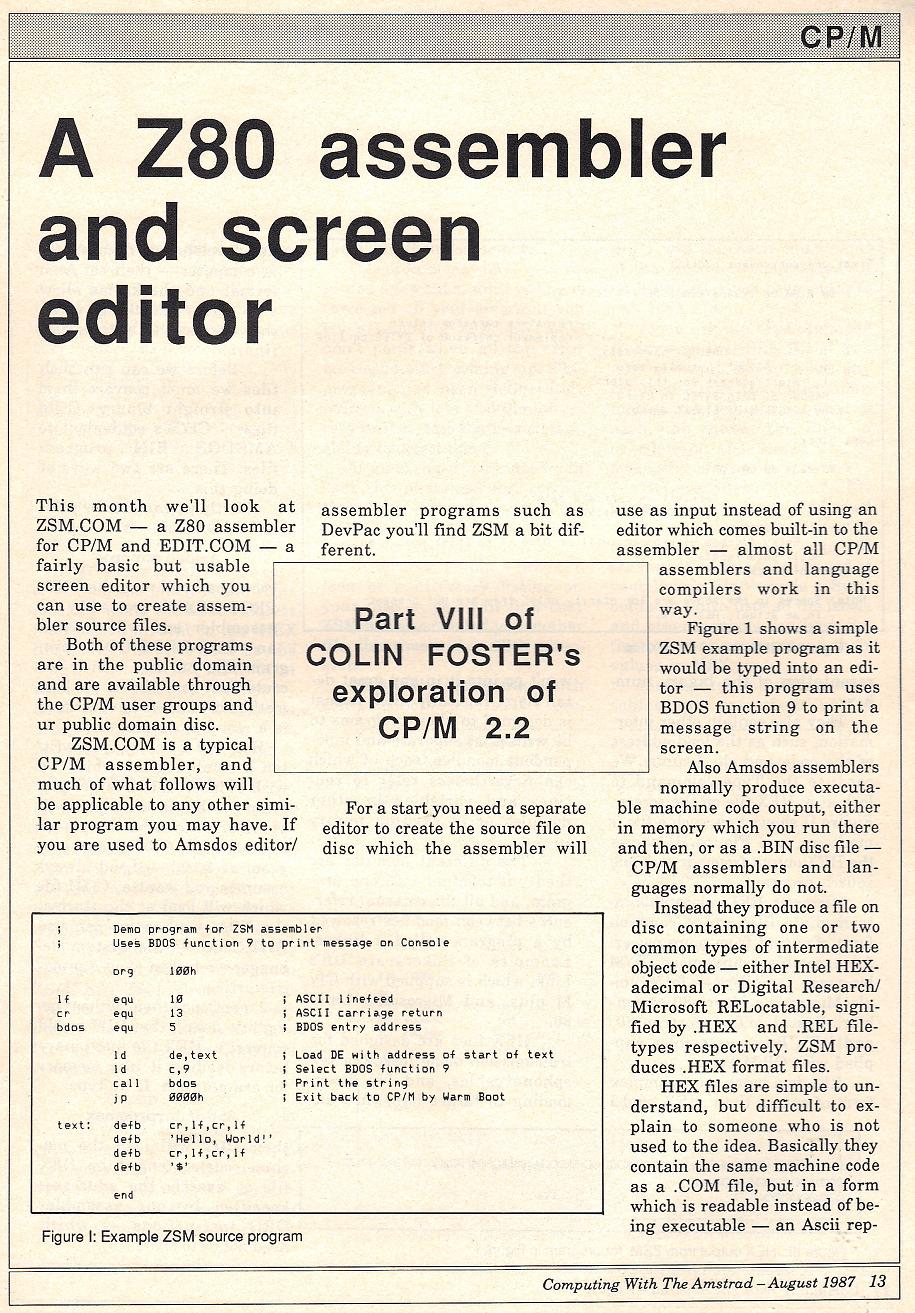 CP/M
A Z80 assembler
and screen
editor
This month we'll look at
ZSM.COM — a Z80 assembler
for CP/M and EDIT.COM — a
fairly basic but usable
screen editor which you
can use to create assem-
bler source files.
Both of these programs
are in the public domain
and are available through
the CP/M user groups and
ur public domain disc.
ZSM.COM is a typical
CP/M assembler, and
much of what follows will
be applicable to any other simi-
lar program you may have. If
you are used to Amsdos editor/
assembler programs such as
DevPac you'll find ZSM a bit dif-
ferent.
Part VIII of
COLIN FOSTER's
exploration of
CP/M 2.2
For a start you need a separate
editor to create the source file on
disc which the assembler will
use as input instead of using an
editor which comes built-in to the
assembler — almost all CP/M
assemblers and language
compilers work in this
way.
Figure 1 shows a simple
ZSM example program as it
would be typed into an edi-
tor — this program uses
BDOS function 9 to print a
message string on the
screen.
Also Amsdos assemblers
normally produce executa-
ble machine code output, either
in memory which you run there
and then, or as a .BIN disc file —
CP/M assemblers and lan-
guages normally do not.
Instead they produce a file on
disc containing one or two
common types of intermediate
object code — either Intel HEX-
adecimal or Digital Research/
Microsoft RELocatable, signi-
fied by .HEX and .REL file-
types respectively. ZSM pro-
duces .HEX format files.
HEX files are simple to un-
derstand, but difficult to ex-
plain to someone who is not
used to the idea. Basically they
contain the same machine code
as a .COM file, but in a form
which is readable instead of be-
ing executable — an Ascii rep-
; Demo program for ZSM assembler
; Uses BDOS function 9 to print message on Console
org 100h
lf equ 10 ; ASCII linefeed
cr equ 13 ; ASCII carriage return
bdos equ 5 ; BDOS entry address
ld de,text ; Load DE with address of start of text
ld c,9 ; Select BDOS function 9
call bdos ; Print the string
jp 0000h ; Exit back to CP/M by Warm Boot
text: defb cr,lf,cr,lf
defb 'Hello, World!'
defb cr,lf,cr,lf
defb '$'
end
Figure I: Example ZSM source program
Computing With The Amstrad – August 1987 13